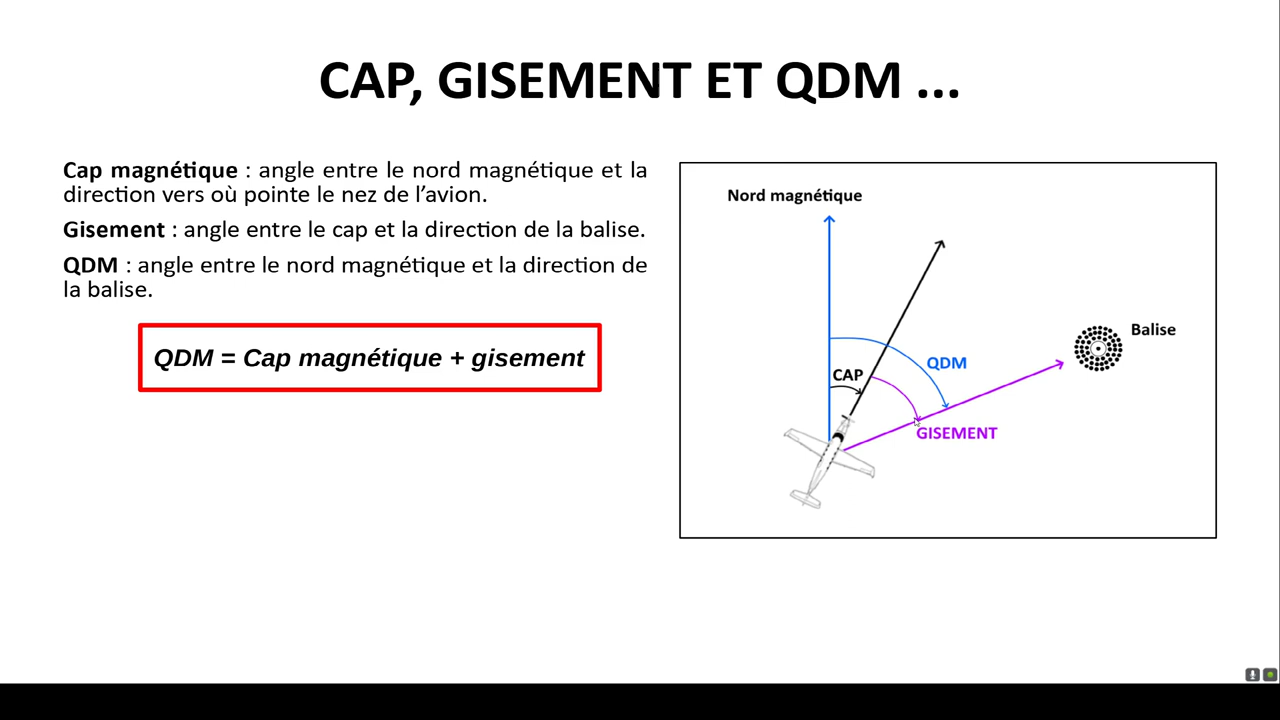 CAP, GISEMENT ET QDM ...
Cap magnétique : angle entre le nord magnétique et la
direction vers où pointe le nez de l’avion.
Gisement : angle entre le cap et la direction de la balise.
QDM : angle entre le nord magnétique et la direction de
la balise.
QDM = Cap magnétique + gisement
Nord magnétique
Balise
QDM
CAP
GISEMENT